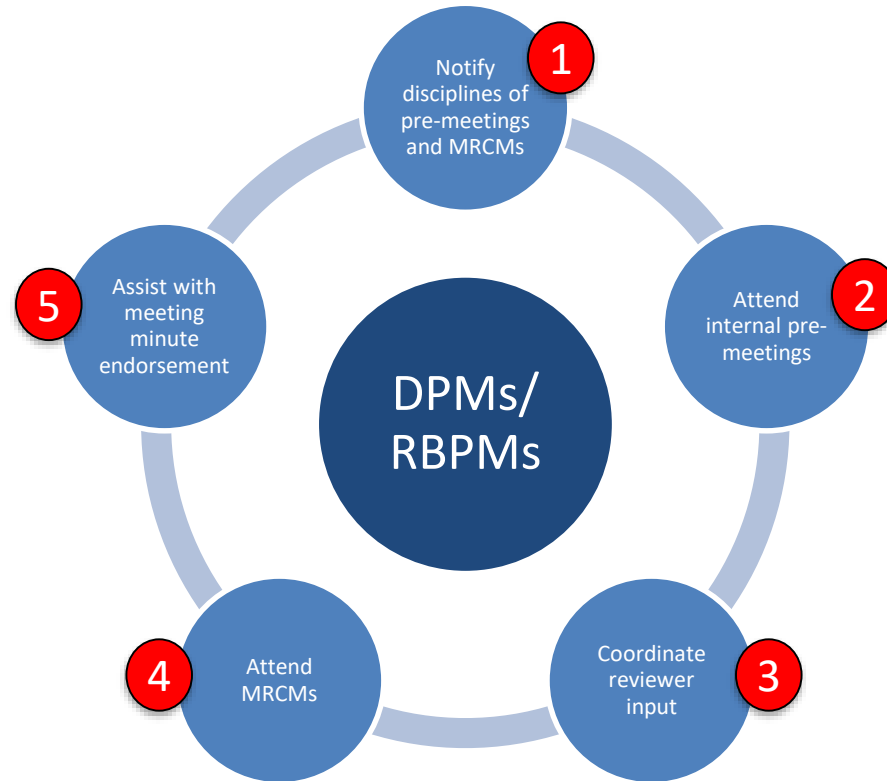 1
Notify
disciplines of
pre-meetings
and MRCMs
2
Attend
internal pre-
meetings
3
Coordinate
reviewer
input
4
Attend
MRCMs
5
Assist with
meeting
minute
endorsement
DPMs/
RBPMs